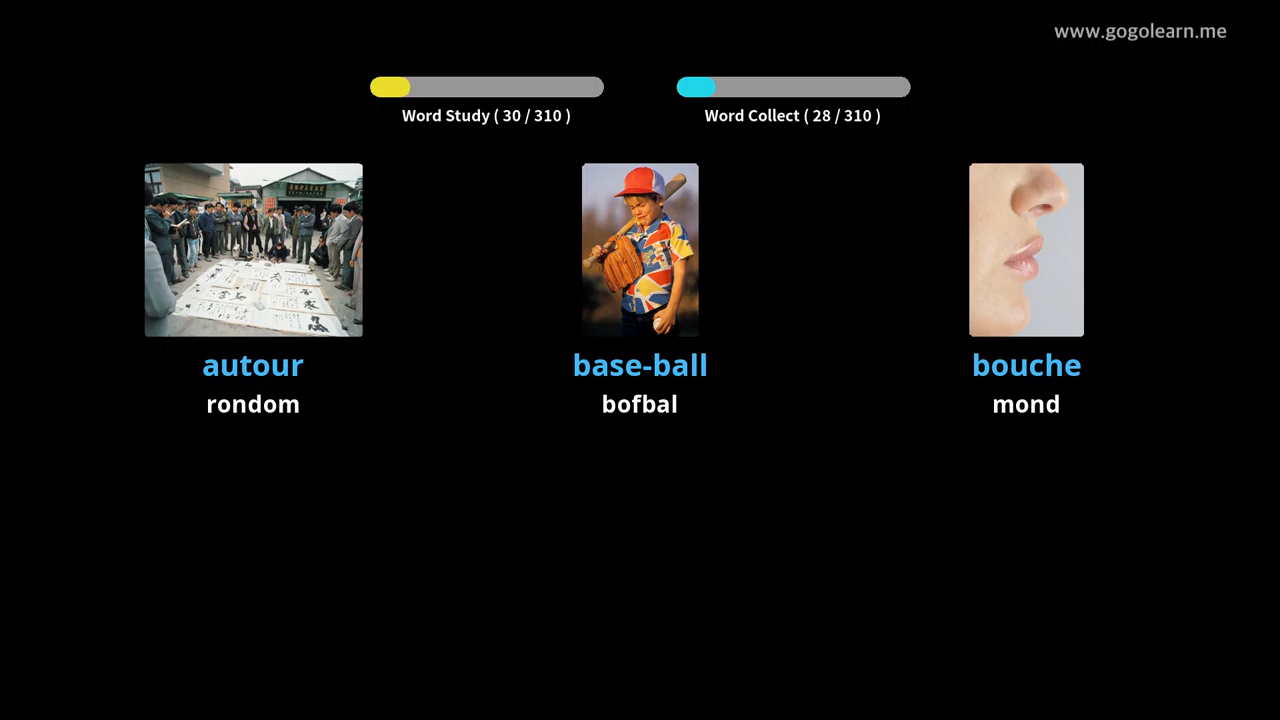 www.gogolearn.me
Word Study ( 30 / 310 )
Word Collect ( 28 / 310 )
autour
rondom
base-ball
bofbal
bouche
mond